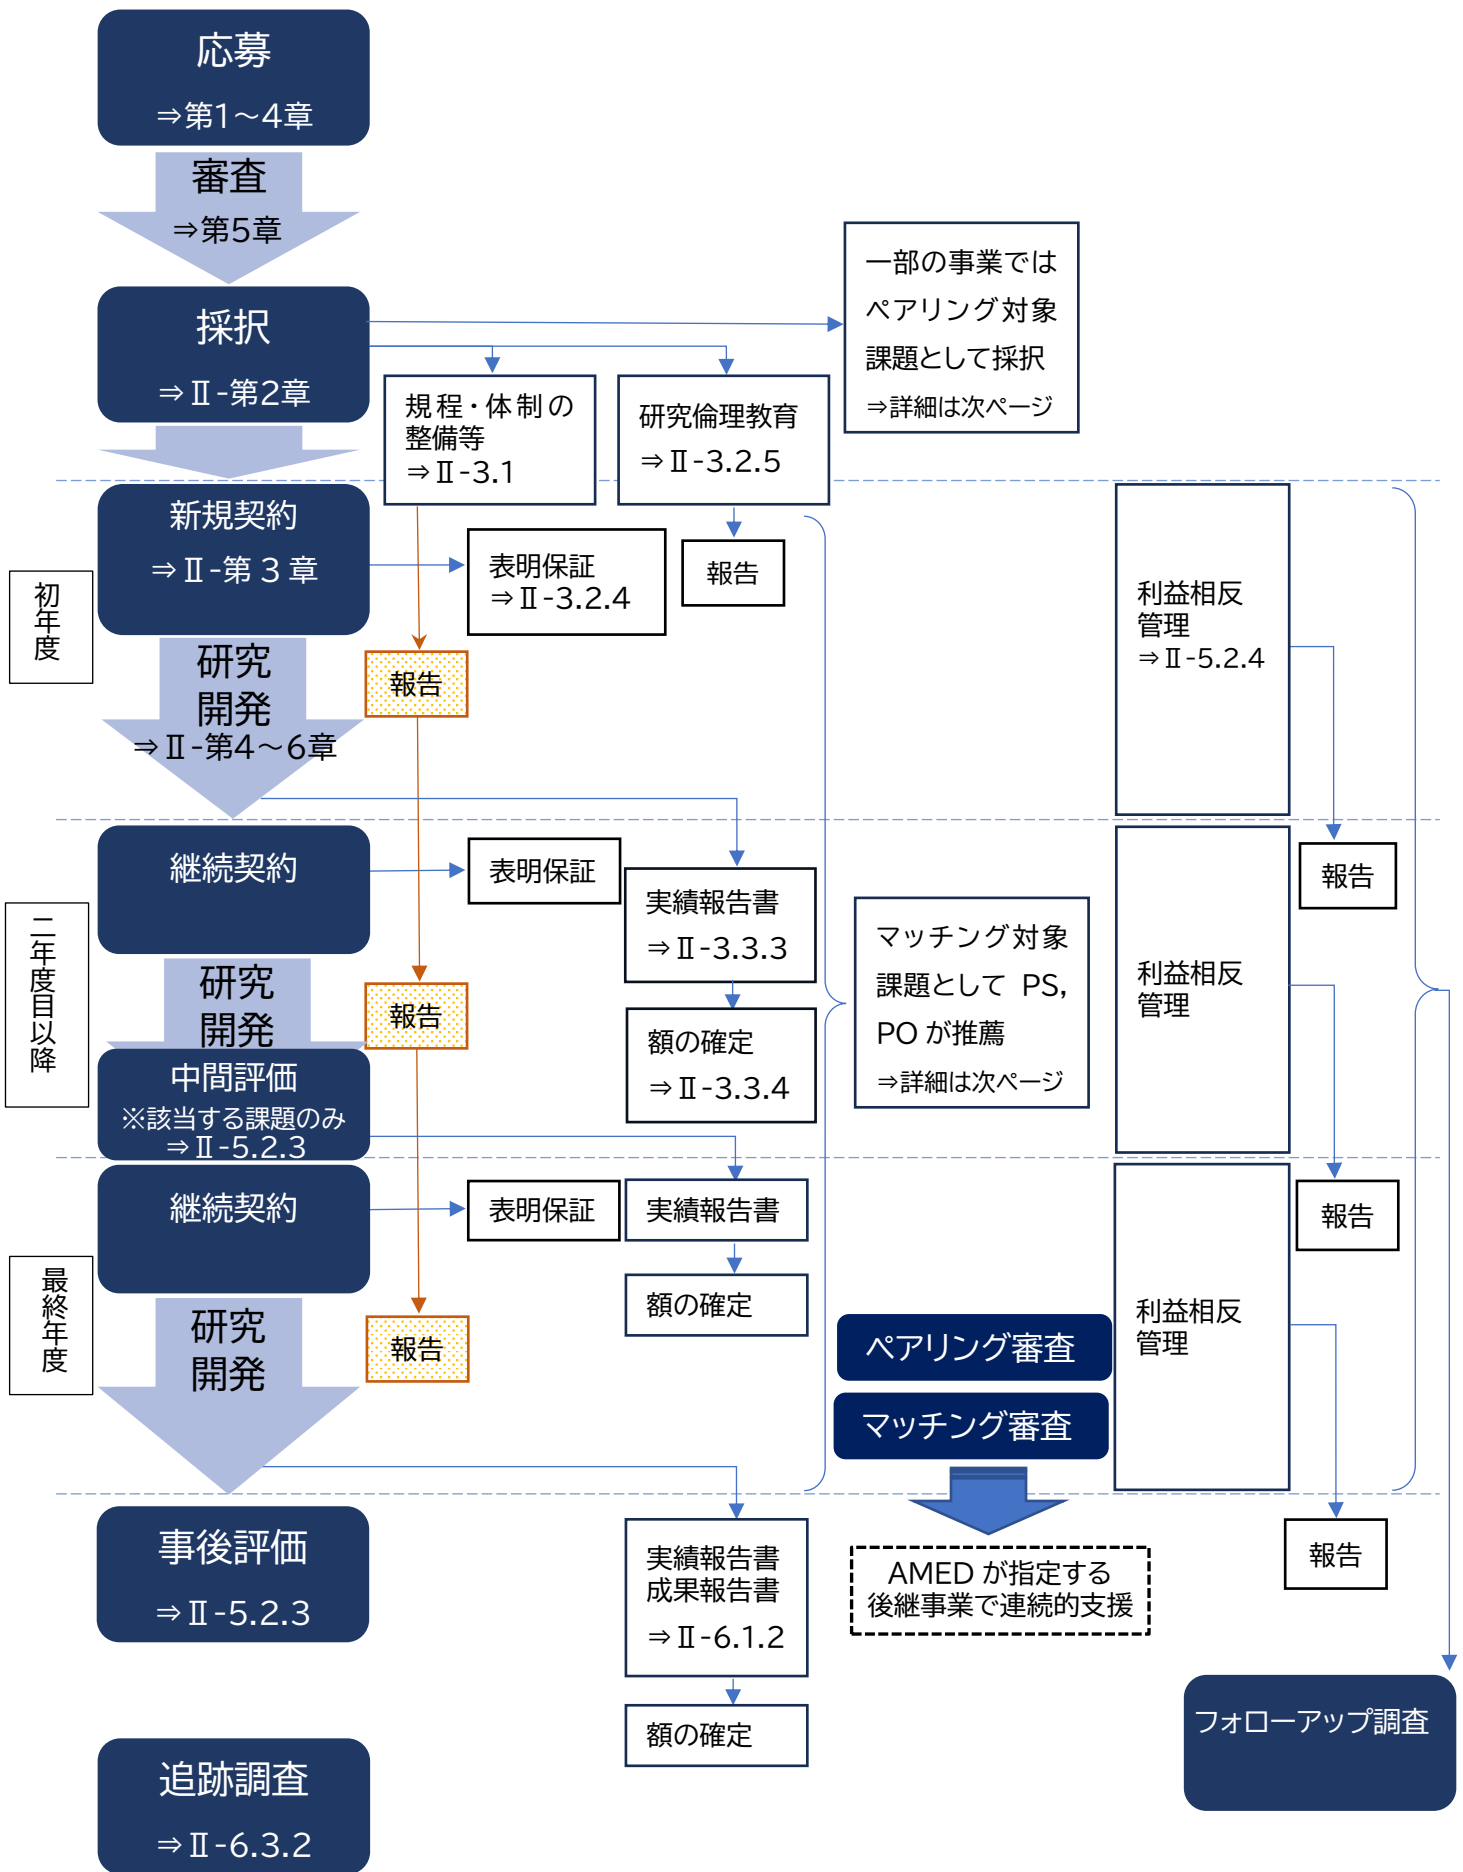 応募
⇒第1～4章
審査
⇒第5章
採択
⇒Ⅱ-第2章
一部の事業では
ペアリング対象
課題として採択
⇒詳細は次ページ
規程・体制の
整備等
⇒Ⅱ-3.1
研究倫理教育
⇒Ⅱ-3.2.5
初年度
新規契約
⇒Ⅱ-第3章
表明保証
⇒Ⅱ-3.2.4
報告
利益相反
管理
⇒Ⅱ-5.2.4
研究
開発
⇒Ⅱ-第4～6章
報告
二年度目以降
継続契約
表明保証
実績報告書
⇒Ⅱ-3.3.3
報告
マッチング対象
課題として PS,
PO が推薦
⇒詳細は次ページ
利益相反
管理
研究
開発
報告
額の確定
⇒Ⅱ-3.3.4
中間評価
※該当する課題のみ
⇒Ⅱ-5.2.3
最終年度
継続契約
表明保証
実績報告書
報告
額の確定
利益相反
管理
研究
開発
報告
ペアリング審査
マッチング審査
事後評価
⇒Ⅱ-5.2.3
実績報告書
成果報告書
⇒Ⅱ-6.1.2
AMED が指定する
後継事業で連続的支援
報告
額の確定
フォローアップ調査
追跡調査
⇒Ⅱ-6.3.2